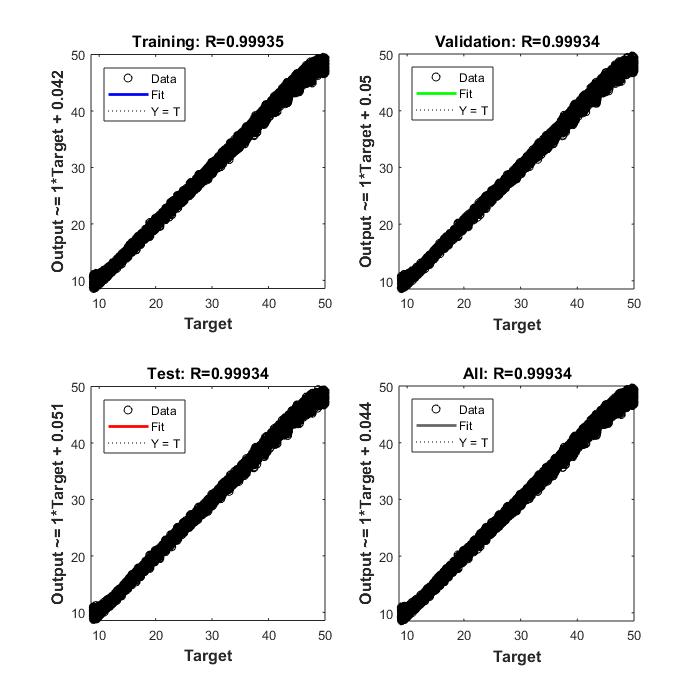 Training: R=0.99935
Output ~= 1*Target + 0.042
50
40
30
20
10
Data
Fit
Y = T
10 20 30 40 50
Target
Validation: R=0.99934
Output ~= 1*Target + 0.05
50
40
30
20
10
Data
Fit
Y = T
10 20 30 40 50
Target
Test: R=0.99934
Output ~= 1*Target + 0.051
50
40
30
20
10
Data
Fit
Y = T
10 20 30 40 50
Target
All: R=0.99934
Output ~= 1*Target + 0.044
50
40
30
20
10
Data
Fit
Y = T
10 20 30 40 50
Target